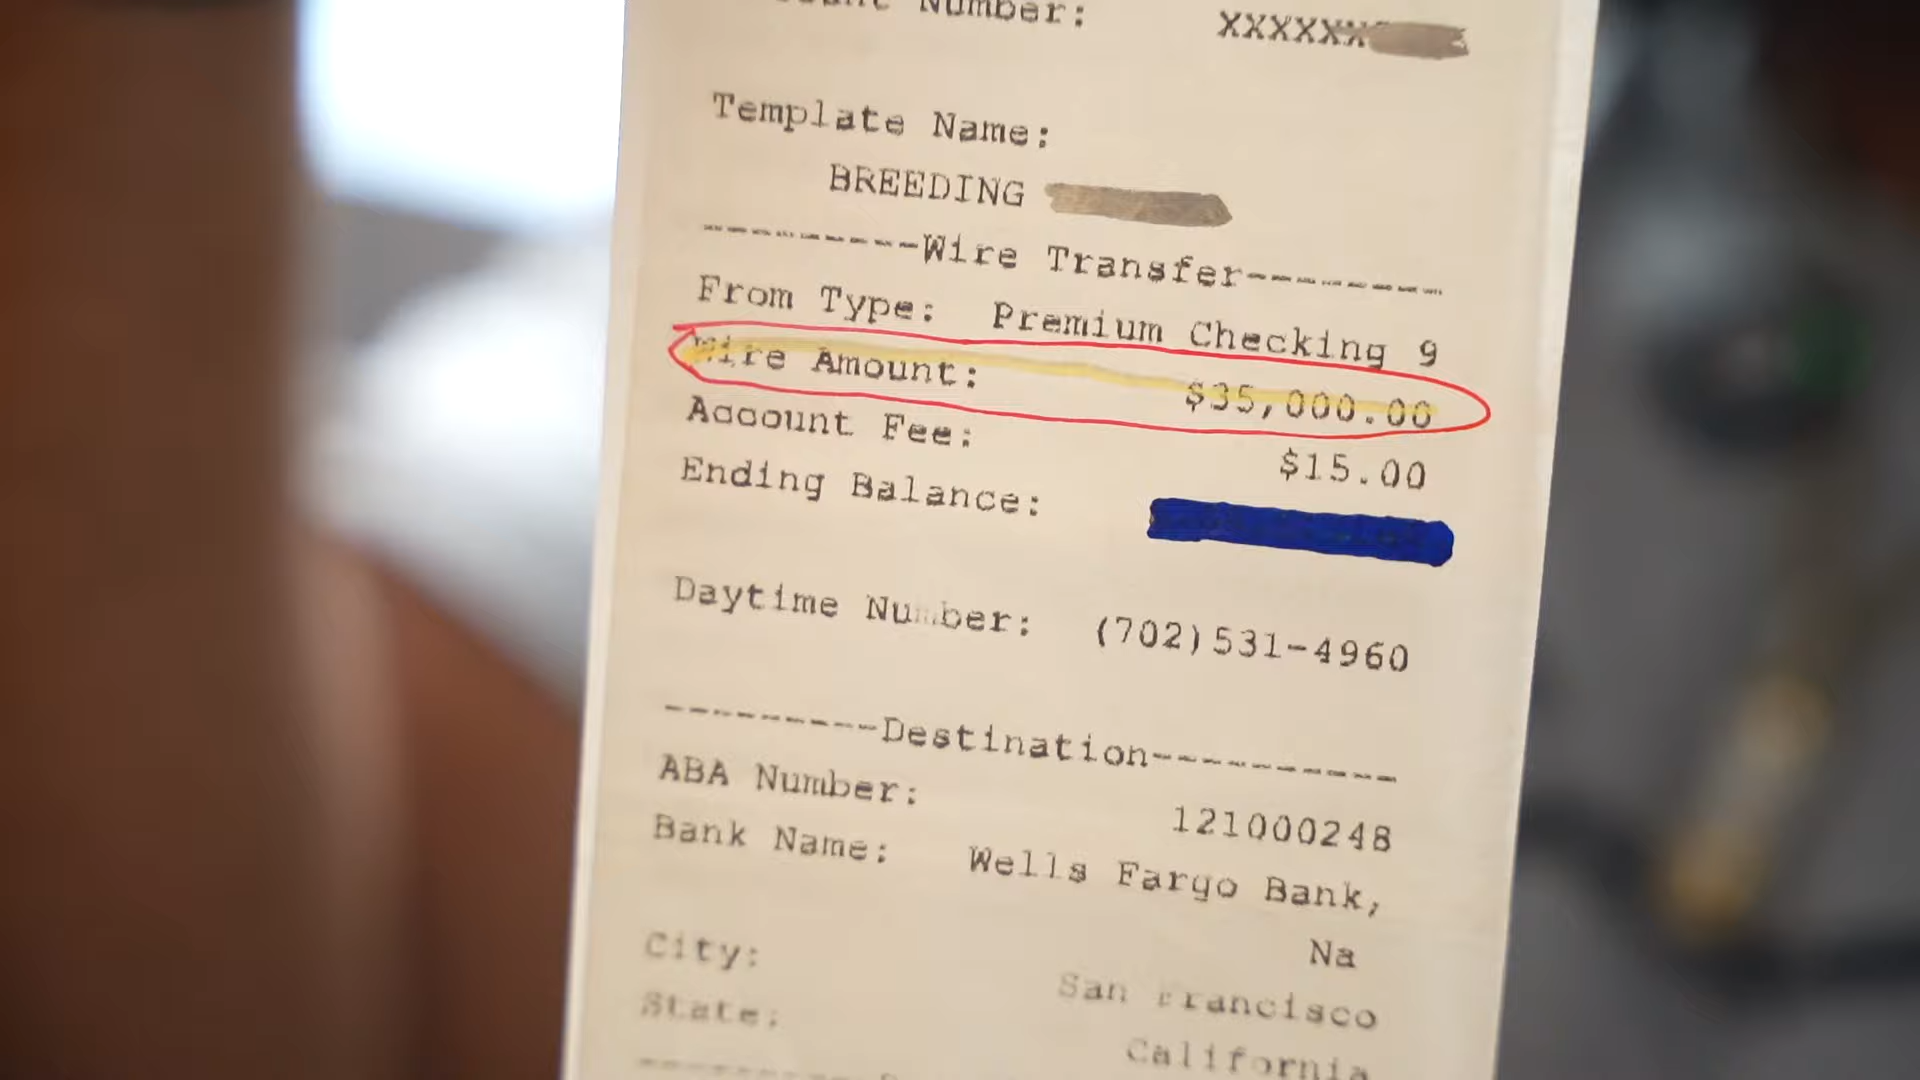 Number: XXXXXX
Template Name:
BREEDING
----------Wire Transfer---------
From Type: Premium Checking 9
Wire Amount: $35,000.00
Account Fee: $15.00
Ending Balance:
Daytime Number: (702)531-4960
----------Destination-----------
ABA Number: 121000248
Bank Name: Wells Fargo Bank,
Na
City: San Francisco
State: California